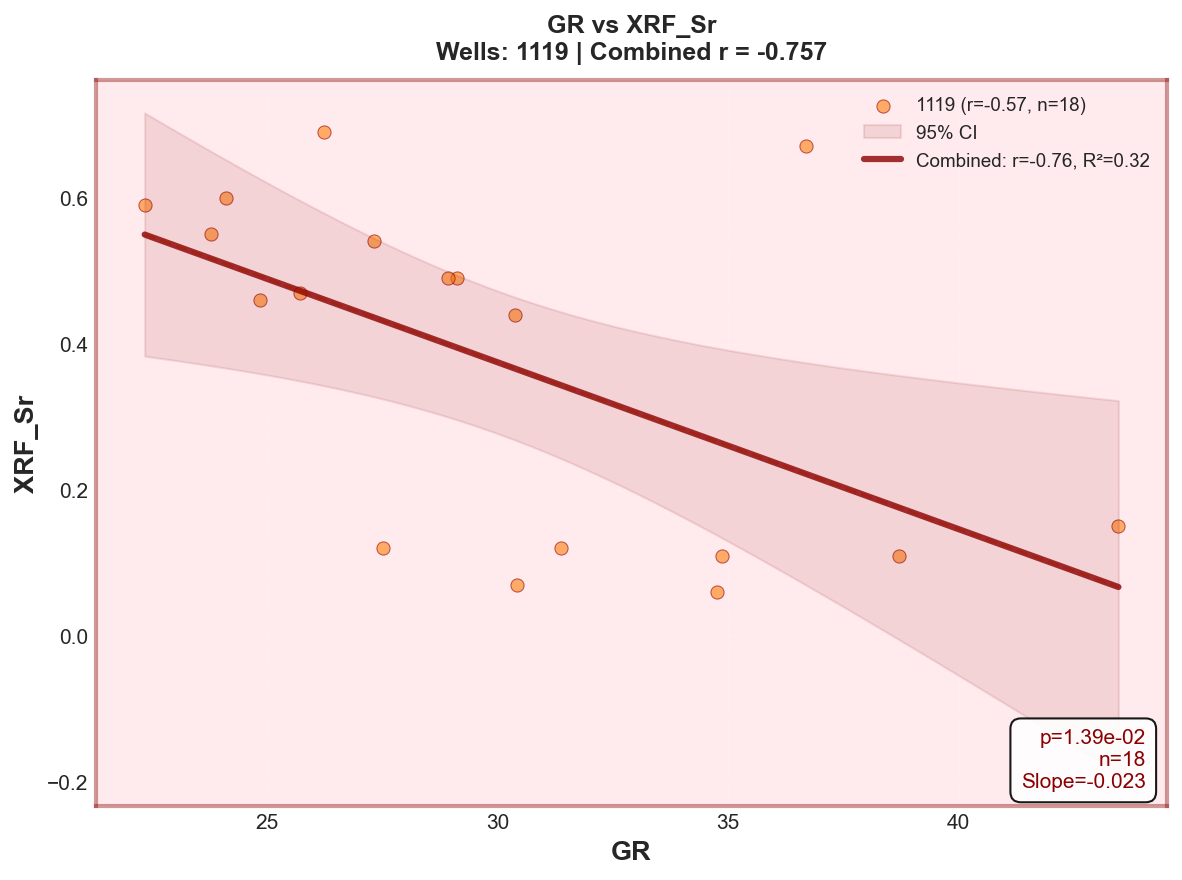 GR vs XRF_Sr
Wells: 1119 | Combined r = -0.757
1119 (r=-0.57, n=18)
95% CI
Combined: r=-0.76, R²=0.32
0.6
0.4
0.2
0.0
−0.2
XRF_Sr
p=1.39e-02
n=18
Slope=-0.023
25
30
35
40
GR